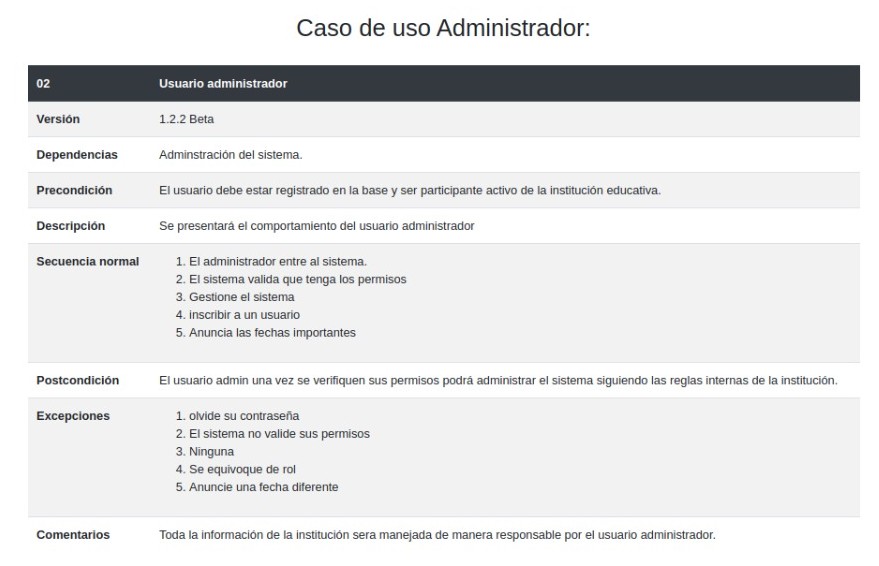 Caso de uso Administrador:
02 Usuario administrador
Versión 1.2.2 Beta
Dependencias Adminstración del sistema.
Precondición El usuario debe estar registrado en la base y ser participante activo de la institución educativa.
Descripción Se presentará el comportamiento del usuario administrador
Secuencia normal 1. El administrador entre al sistema.
2. El sistema valida que tenga los permisos
3. Gestione el sistema
4. inscribir a un usuario
5. Anuncia las fechas importantes
Postcondición El usuario admin una vez se verifiquen sus permisos podrá administrar el sistema siguiendo las reglas internas de la institución.
Excepciones 1. olvide su contraseña
2. El sistema no valide sus permisos
3. Ninguna
4. Se equivoque de rol
5. Anuncie una fecha diferente
Comentarios Toda la información de la institución sera manejada de manera responsable por el usuario administrador.